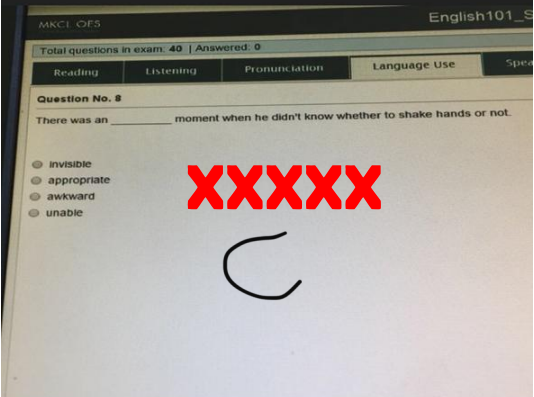 MKCL OES
English101_S
Total questions in exam: 40 | Answered: 0
Reading Listening Pronunciation Language Use Spea
Question No. 8
There was an __________ moment when he didn't know whether to shake hands or not.
invisible
appropriate
awkward
unable
XXXXX
C